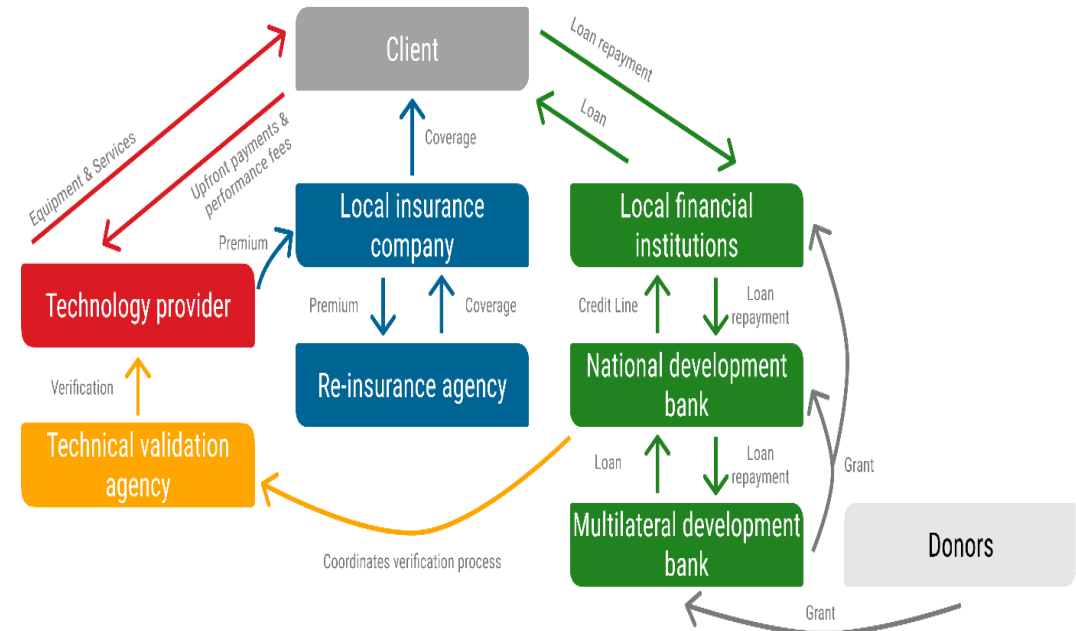 Client
Loan repayment
Loan
Equipment & Services
Upfront payments &
performance fees
Coverage
Local insurance
company
Local financial
institutions
Premium
Technology provider
Premium
Coverage
Credit Line
Loan
repayment
Re-insurance agency
National development
bank
Verification
Technical validation
agency
Loan
Loan
repayment
Grant
Multilateral development
bank
Donors
Coordinates verification process
Grant